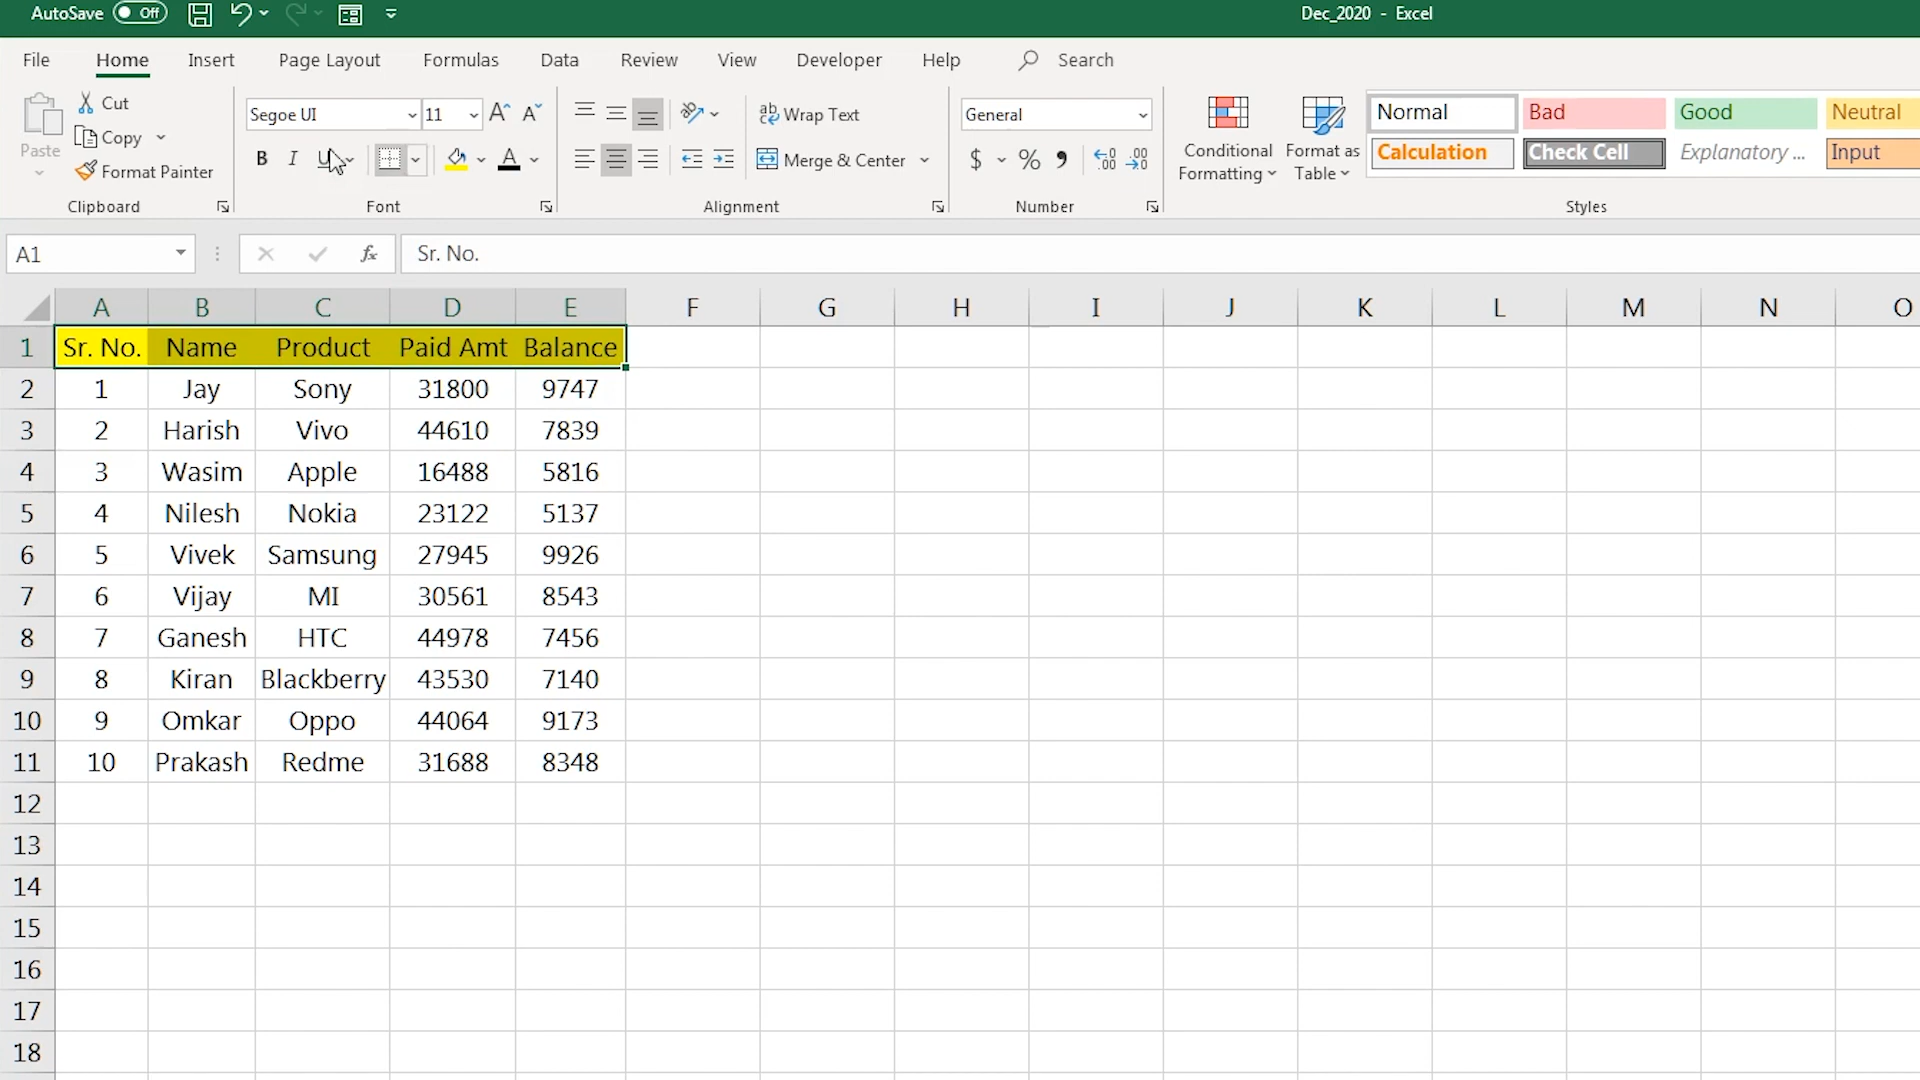 AutoSave Off Dec_2020 - Excel
File Home Insert Page Layout Formulas Data Review View Developer Help Search
Paste Cut Copy Format Painter
Clipboard
Segoe UI 11
B I U A
Font
Wrap Text
Merge & Center
Alignment
General
$ % ,
Number
Conditional Formatting
Format as Table
Normal Bad Good Neutral
Calculation Check Cell Explanatory ... Input
Styles
A1 fx Sr. No.
A B C D E F G H I J K L M N O
1 Sr. No. Name Product Paid Amt Balance
2 1 Jay Sony 31800 9747
3 2 Harish Vivo 44610 7839
4 3 Wasim Apple 16488 5816
5 4 Nilesh Nokia 23122 5137
6 5 Vivek Samsung 27945 9926
7 6 Vijay MI 30561 8543
8 7 Ganesh HTC 44978 7456
9 8 Kiran Blackberry 43530 7140
10 9 Omkar Oppo 44064 9173
11 10 Prakash Redme 31688 8348
12
13
14
15
16
17
18